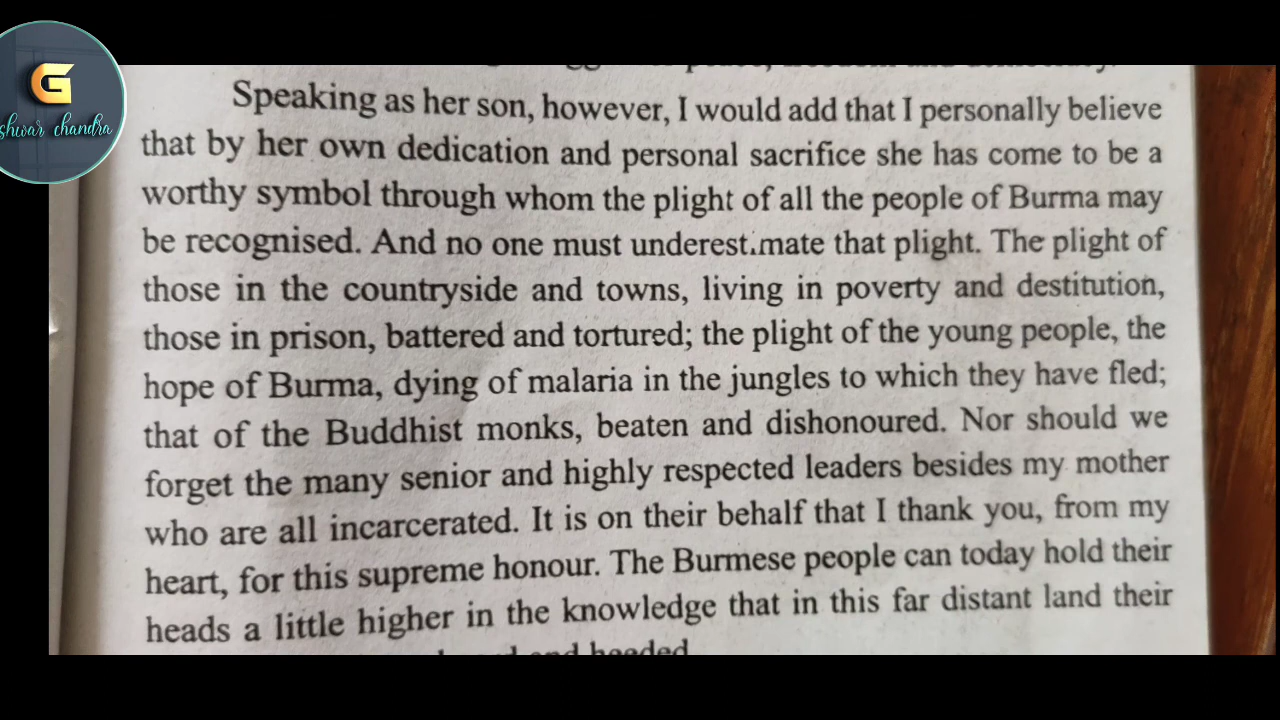 G
shwar chandra
Speaking as her son, however, I would add that I personally believe
that by her own dedication and personal sacrifice she has come to be a
worthy symbol through whom the plight of all the people of Burma may
be recognised. And no one must underest.mate that plight. The plight of
those in the countryside and towns, living in poverty and destitution,
those in prison, battered and tortured; the plight of the young people, the
hope of Burma, dying of malaria in the jungles to which they have fled;
that of the Buddhist monks, beaten and dishonoured. Nor should we
forget the many senior and highly respected leaders besides my mother
who are all incarcerated. It is on their behalf that I thank you, from my
heart, for this supreme honour. The Burmese people can today hold their
heads a little higher in the knowledge that in this far distant land their
and heeded